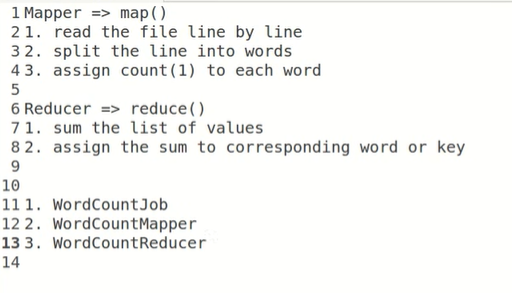 1 Mapper => map()
2 1. read the file line by line
3 2. split the line into words
4 3. assign count(1) to each word
5
6 Reducer => reduce()
7 1. sum the list of values
8 2. assign the sum to corresponding word or key
9
10
11 1. WordCountJob
12 2. WordCountMapper
13 3. WordCountReducer
14